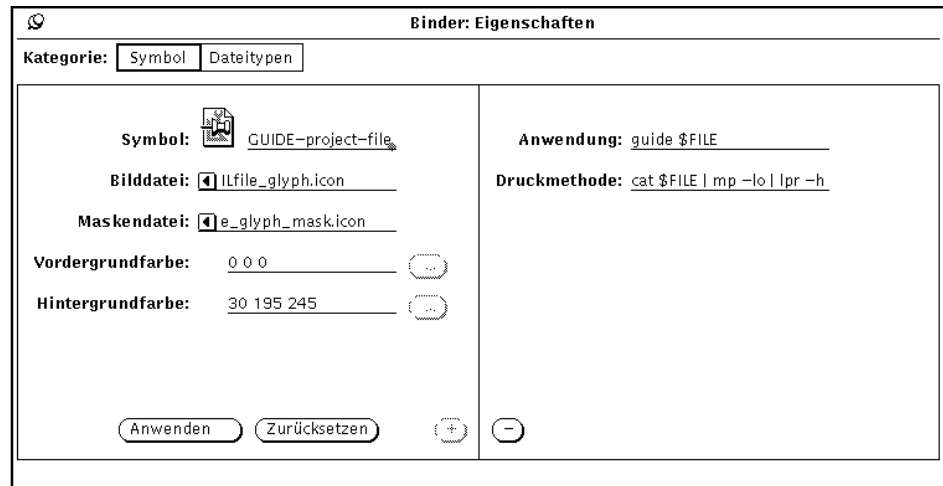 Binder: Eigenschaften
Kategorie: Symbol Dateitypen
Symbol: GUIDE-project-file
Bilddatei: ILfile_glyph.icon
Maskendatei: e_glyph_mask.icon
Vordergrundfarbe: 0 0 0 ...
Hintergrundfarbe: 30 195 245 ...
Anwenden Zurücksetzen +
Anwendung: guide $FILE
Druckmethode: cat $FILE | mp -lo | lpr -h
-